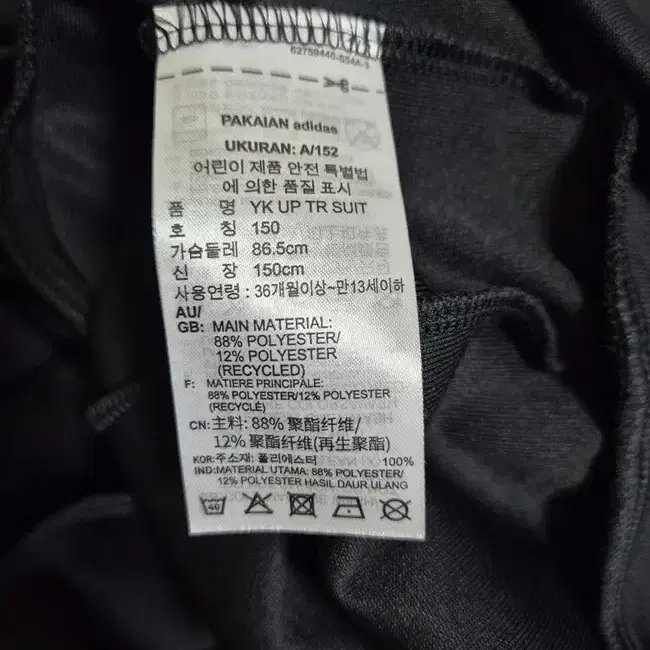 62759440-S84A-3
PAKAIAN adidas
UKURAN: A/152
어린이 제품 안전 특별법
에 의한 품질 표시
품 명 YK UP TR SUIT
호 칭 150
가슴둘레 86.5cm
신 장 150cm
사용연령 : 36개월이상~만13세이하
AU/
GB: MAIN MATERIAL:
88% POLYESTER/
12% POLYESTER
(RECYCLED)
F: MATIERE PRINCIPALE:
88% POLYESTER/12% POLYESTER
(RECYCLÉ)
CN:主料: 88% 聚酯纤维/
12% 聚酯纤维(再生聚酯)
KOR:주소재: 폴리에스터 100%
IND:MATERIAL UTAMA: 88% POLYESTER/
12% POLYESTER HASIL DAUR ULANG
40